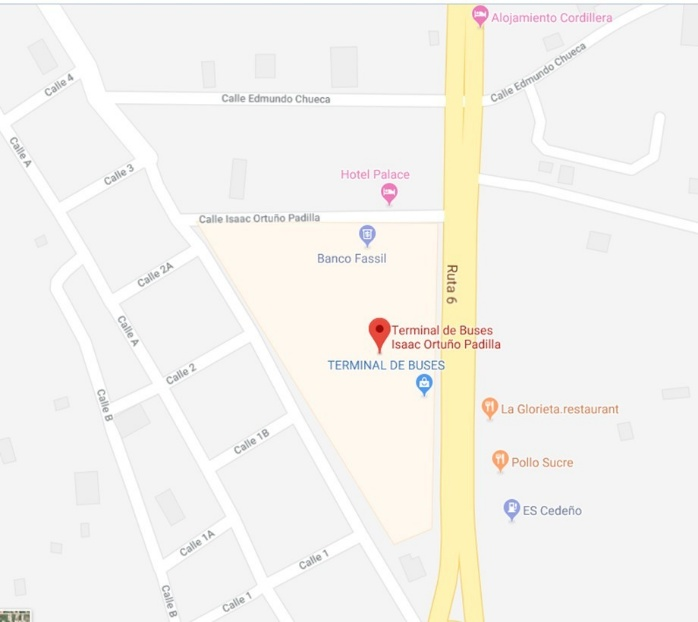 Alojamiento Cordillera
Calle Edmundo Chueca
Calle 4
Calle Edmundo Chueca
Calle A
Calle 3
Hotel Palace
Calle Isaac Ortuño Padilla
Banco Fassil
Calle 2A
Ruta 6
Calle A
Terminal de Buses
Isaac Ortuño Padilla
TERMINAL DE BUSES
Calle 2
Calle B
La Glorieta.restaurant
Calle 1B
Pollo Sucre
ES Cedeño
Calle 1A
Calle 1
Calle 1
Calle B